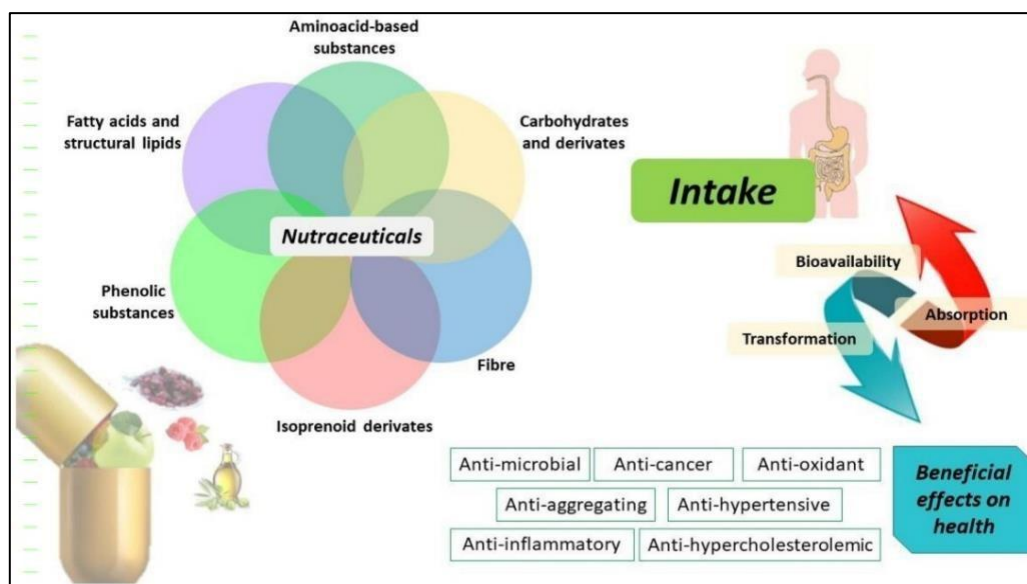 Aminoacid-based
substances
Fatty acids and
structural lipids
Carbohydrates
and derivates
Nutraceuticals
Phenolic
substances
Fibre
Isoprenoid derivates
Intake
Bioavailability
Absorption
Transformation
Anti-microbial
Anti-cancer
Anti-oxidant
Anti-aggregating
Anti-hypertensive
Anti-inflammatory
Anti-hypercholesterolemic
Beneficial
effects on
health